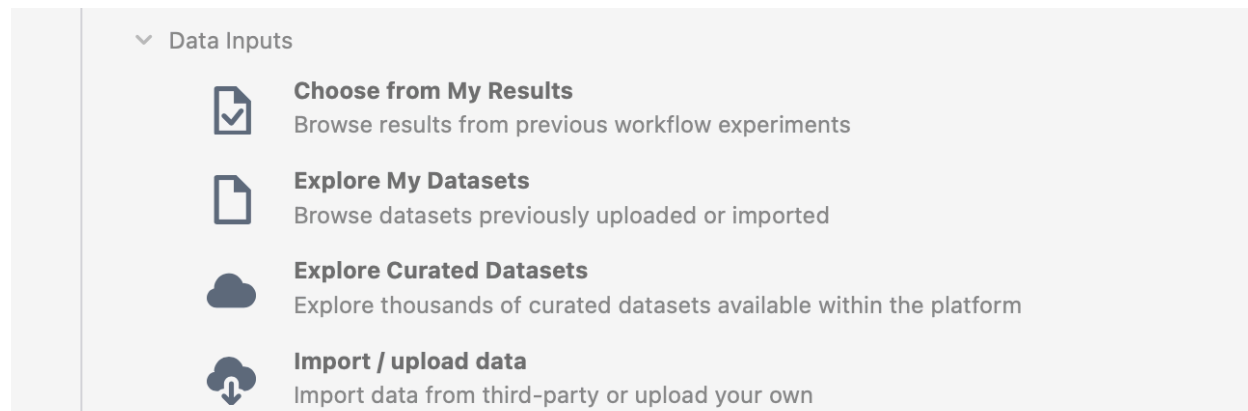 Data Inputs
Choose from My Results
Browse results from previous workflow experiments
Explore My Datasets
Browse datasets previously uploaded or imported
Explore Curated Datasets
Explore thousands of curated datasets available within the platform
Import / upload data
Import data from third-party or upload your own